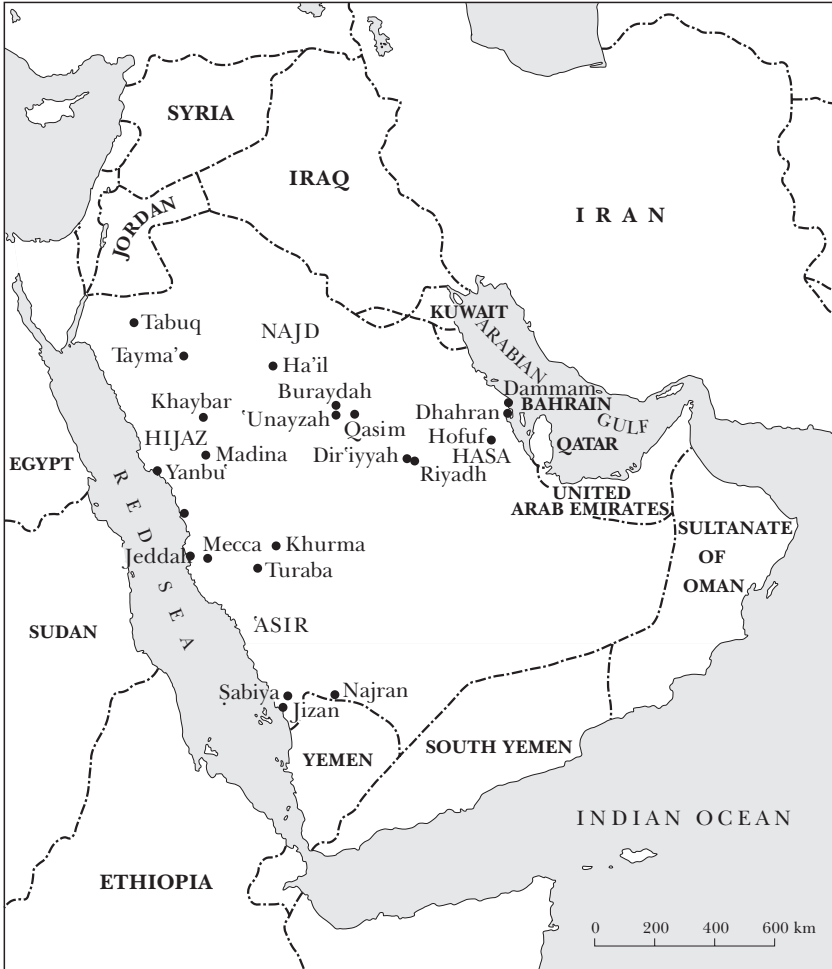 SYRIA
IRAQ
IRAN
JORDAN
KUWAIT
ARABIAN
GULF
Tabuq
NAJD
Tayma’
Ha’il
Buraydah
Dammam
Khaybar
‘Unayzah
Qasim
Dhahran
BAHRAIN
HIJAZ
Madina
Hofuf
QATAR
EGYPT
Dir‘iyyah
HASA
Yanbu‘
Riyadh
RED SEA
UNITED
ARAB EMIRATES
SULTANATE
OF
OMAN
Jeddah
Mecca
Khurma
Turaba
SUDAN
‘ASIR
Sabiya
Najran
Jizan
YEMEN
SOUTH YEMEN
INDIAN OCEAN
ETHIOPIA
0 200 400 600 km